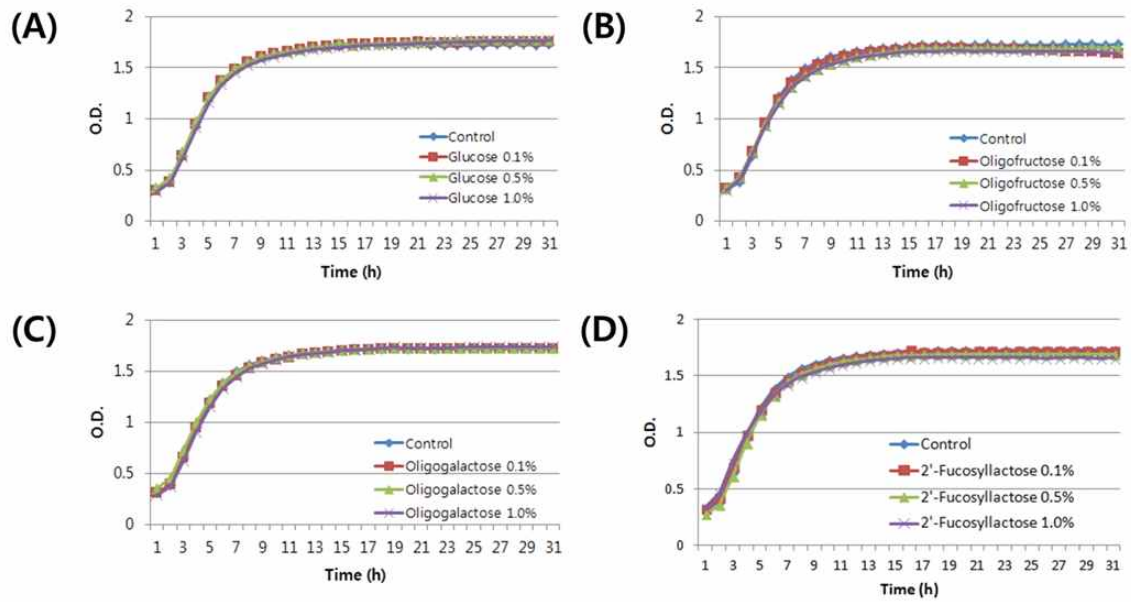 (A)
2
1.5
1
0.5
0
O.D.
Control
Glucose 0.1%
Glucose 0.5%
Glucose 1.0%
1 3 5 7 9 11 13 15 17 19 21 23 25 27 29 31
Time (h)
(B)
2
1.5
1
0.5
0
O.D.
Control
Oligofructose 0.1%
Oligofructose 0.5%
Oligofructose 1.0%
1 3 5 7 9 11 13 15 17 19 21 23 25 27 29 31
Time (h)
(C)
2
1.5
1
0.5
0
O.D.
Control
Oligogalactose 0.1%
Oligogalactose 0.5%
Oligogalactose 1.0%
1 3 5 7 9 11 13 15 17 19 21 23 25 27 29 31
Time (h)
(D)
2
1.5
1
0.5
0
O.D.
Control
2'-Fucosyllactose 0.1%
2'-Fucosyllactose 0.5%
2'-Fucosyllactose 1.0%
1 3 5 7 9 11 13 15 17 19 21 23 25 27 29 31
Time (h)